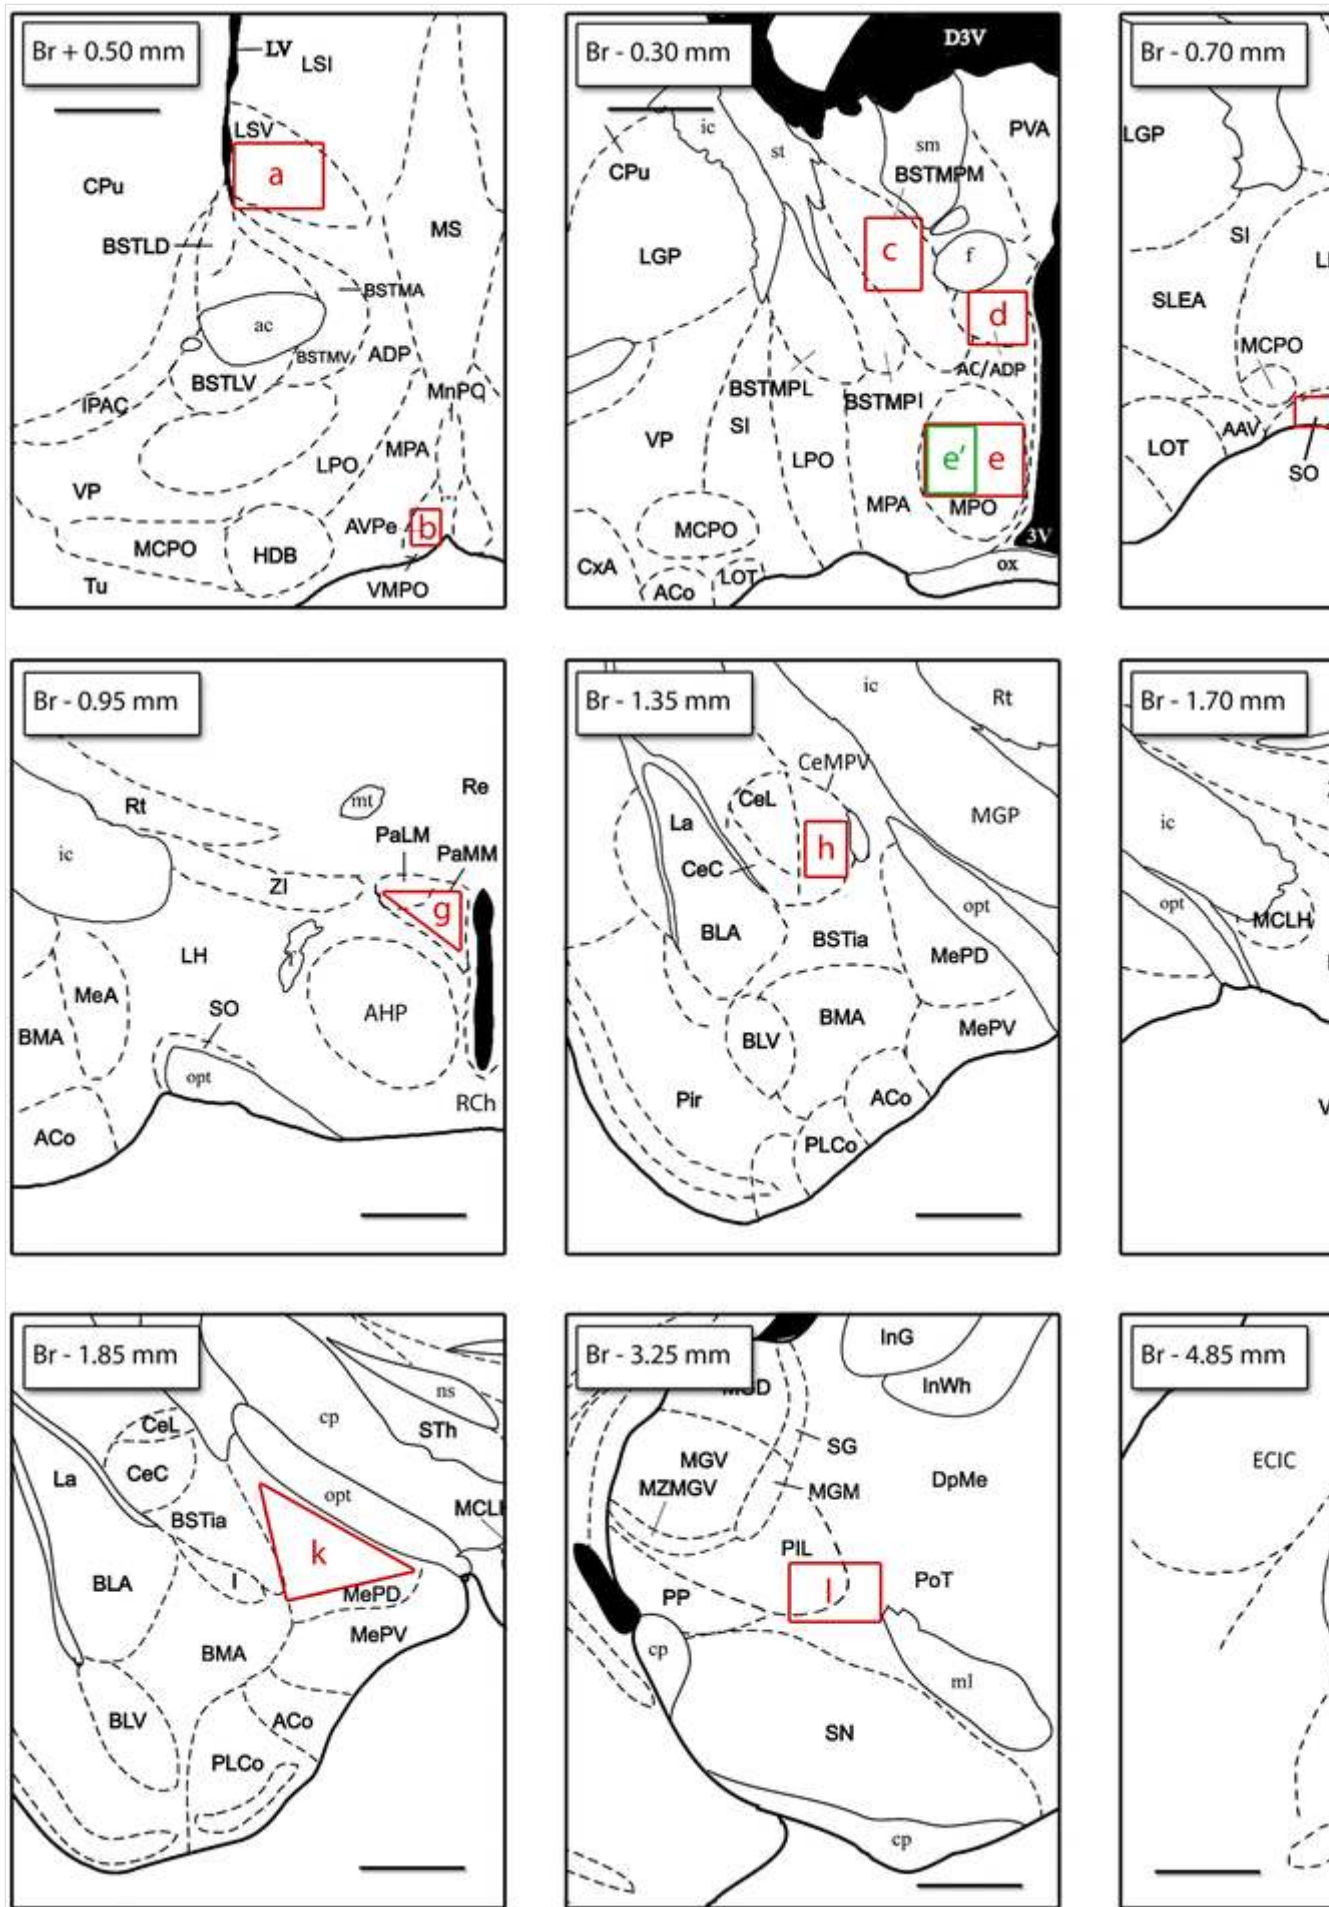 Br + 0.50 mm
LV
LSI
LSV
a
CPu
MS
BSTLD
BSTMA
ac
BSTMV
ADP
BSTLV
IPAC
MnPO
LPO
MPA
VP
AVPe
b
MCPO
HDB
Tu
VMPO
Br - 0.30 mm
D3V
ic
st
sm
PVA
CPu
BSTMPM
c
f
LGP
d
AC/ADP
BSTMPL
BSTMPI
VP
SI
LPO
e'
e
MPA
MPO
MCPO
3V
CxA
LOT
ox
ACo
Br - 0.70 mm
LGP
SI
SLEA
MCPO
LOT
AAV
SO
Br - 0.95 mm
Rt
mt
Re
ic
PaLM
PaMM
ZI
g
LH
f
MeA
SO
AHP
BMA
opt
RCh
ACo
Br - 1.35 mm
ic
Rt
CeMPV
CeL
La
MGP
h
CeC
opt
BLA
BSTia
MePD
BMA
MePV
BLV
Pir
ACo
PLCo
Br - 1.70 mm
ic
opt
MCLH
V
Br - 1.85 mm
ns
CeL
cp
STh
La
CeC
opt
BSTia
MCLH
k
BLA
I
MePD
MePV
BMA
BLV
ACo
PLCo
Br - 3.25 mm
InG
InWh
MGD
SG
MGV
MZMGV
MGM
DpMe
PIL
l
PoT
PP
cp
ml
SN
cp
Br - 4.85 mm
ECIC